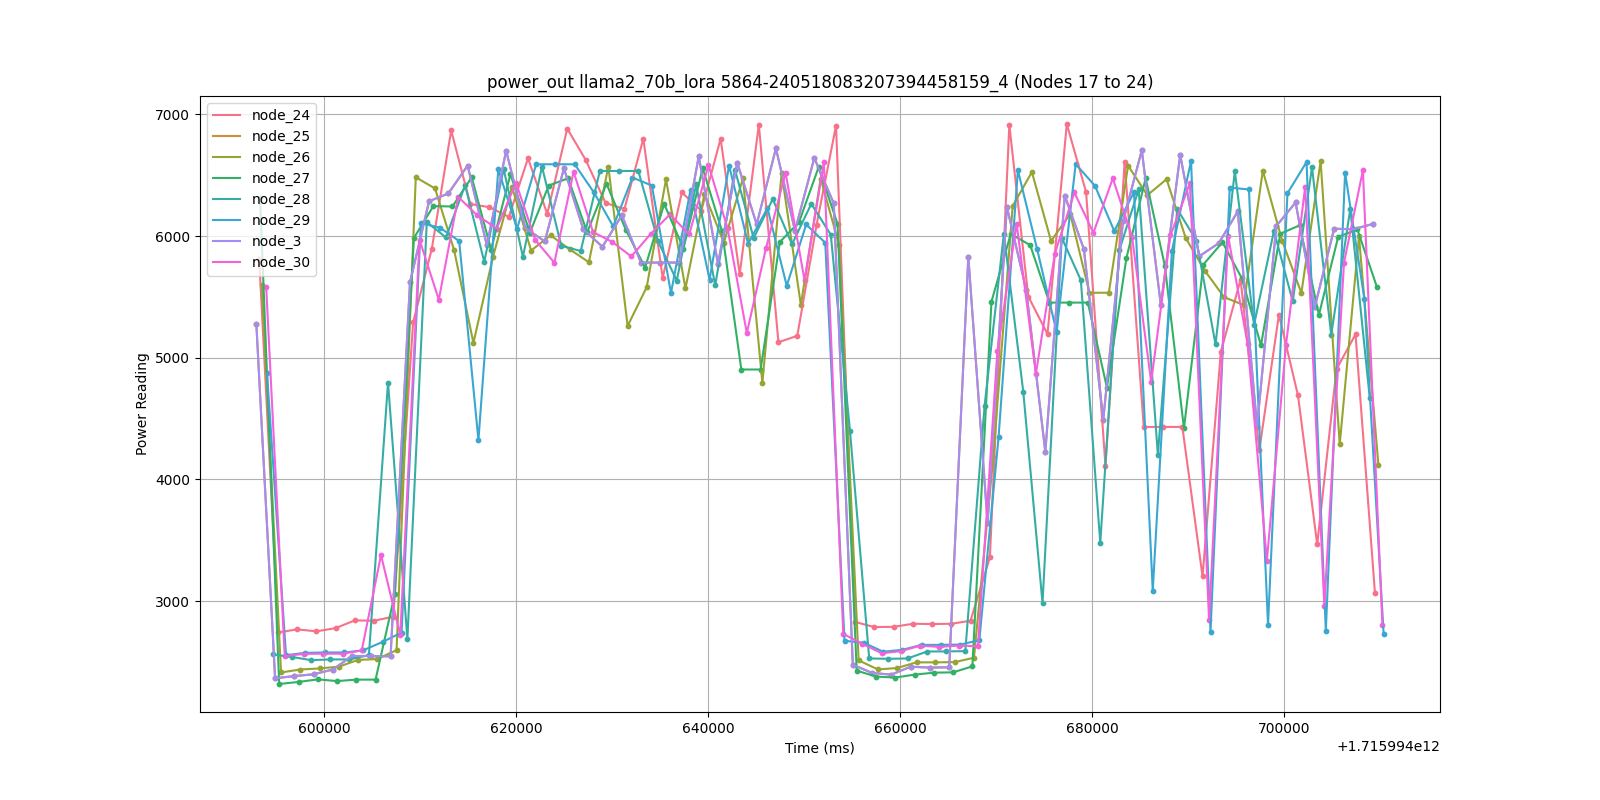 power_out llama2_70b_lora 5864-240518083207394458159_4 (Nodes 17 to 24)
7000
6000
5000
4000
3000
Power Reading
node_24
node_25
node_26
node_27
node_28
node_29
node_3
node_30
600000
620000
640000
660000
680000
700000
Time (ms)
+1.715994e12